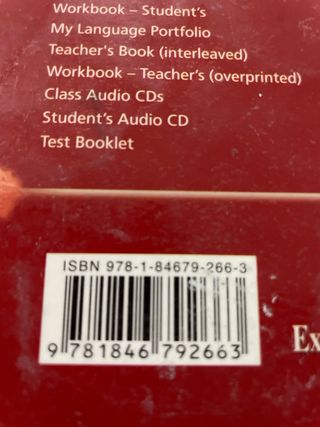 Workbook – Student's
My Language Portfolio
Teacher's Book (interleaved)
Workbook – Teacher's (overprinted)
Class Audio CDs
Student's Audio CD
Test Booklet
ISBN 978-1-84679-266-3
9 781846 792663
Ex